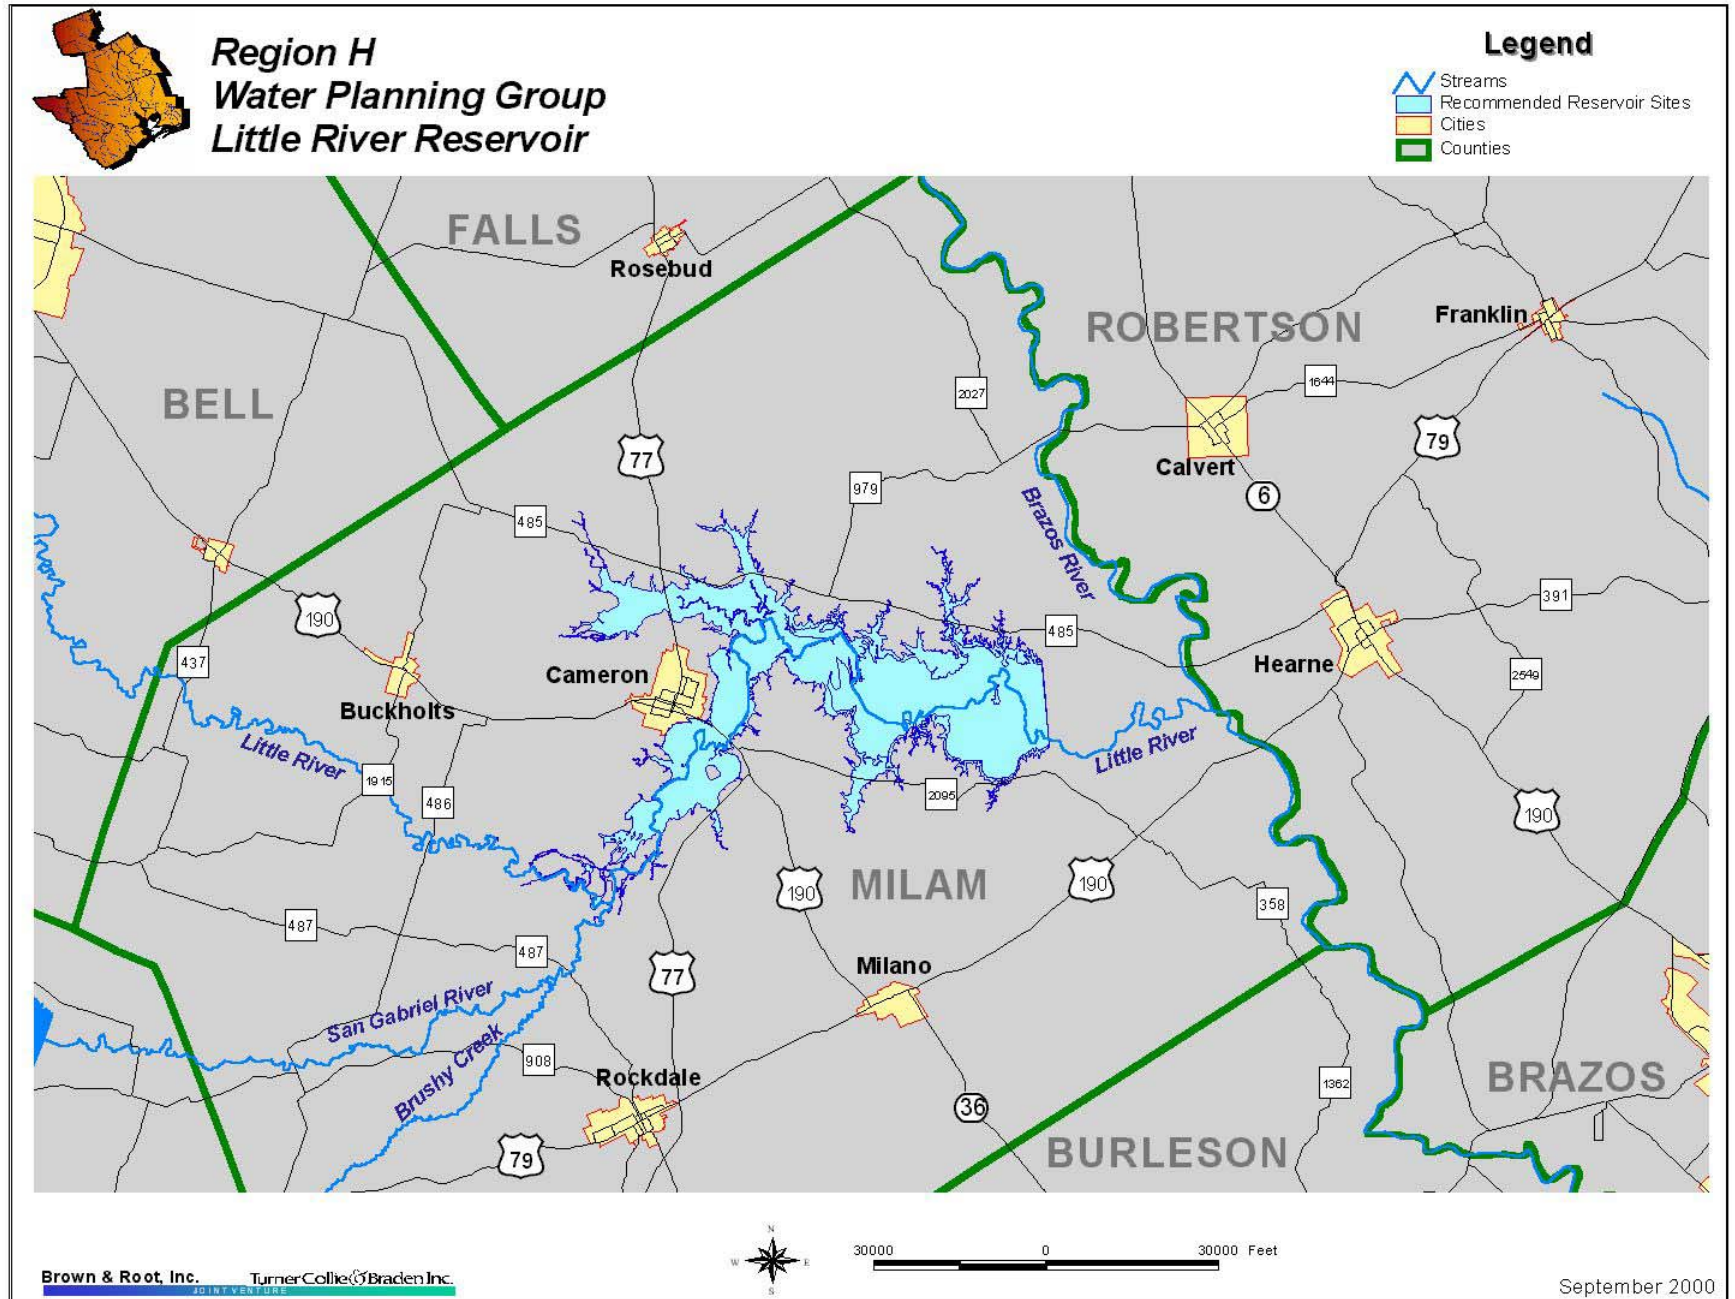 Region H
Water Planning Group
Little River Reservoir
Legend
Streams
Recommended Reservoir Sites
Cities
Counties
FALLS
Rosebud
ROBERTSON
Franklin
BELL
2027
1644
77
79
Calvert
979
6
485
Brazos River
190
391
485
437
Cameron
Hearne
2549
Buckholts
Little River
Little River
1915
486
2095
190
190
MILAM
190
358
487
487
Milano
77
San Gabriel River
Brushy Creek
908
Rockdale
1362
BRAZOS
36
79
BURLESON
N
W E
S
30000 0 30000 Feet
Brown & Root, Inc. Turner Collie & Braden Inc.
JOINT VENTURE
September 2000